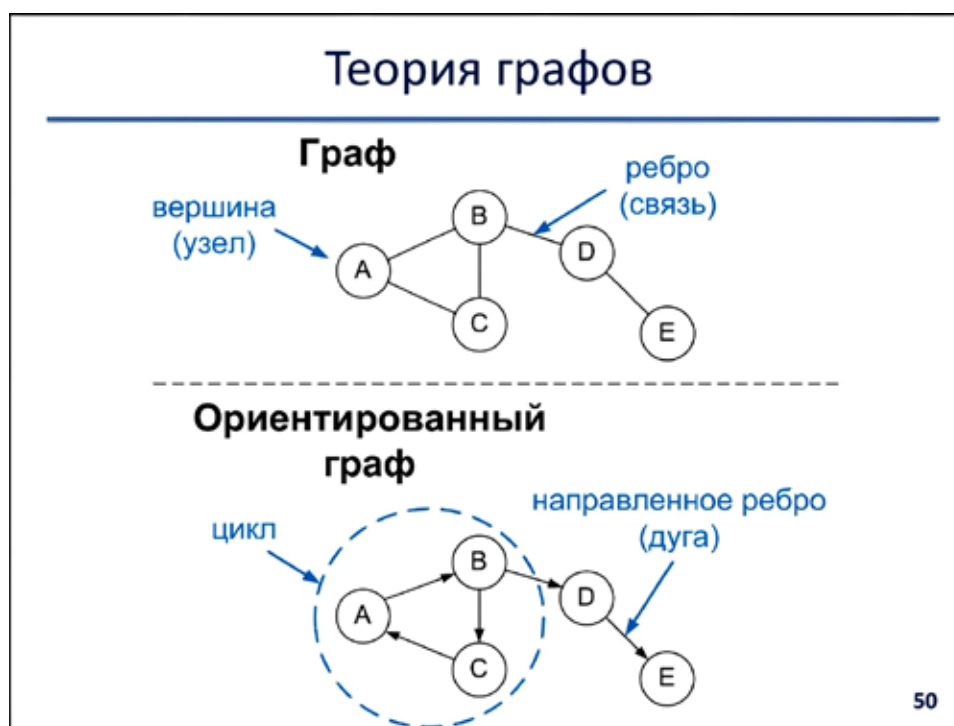 Теория графов
Граф
ребро
(связь)
вершина
(узел)
B
D
A
C
E
Ориентированный
граф
направленное ребро
(дуга)
цикл
B
D
A
C
E
50